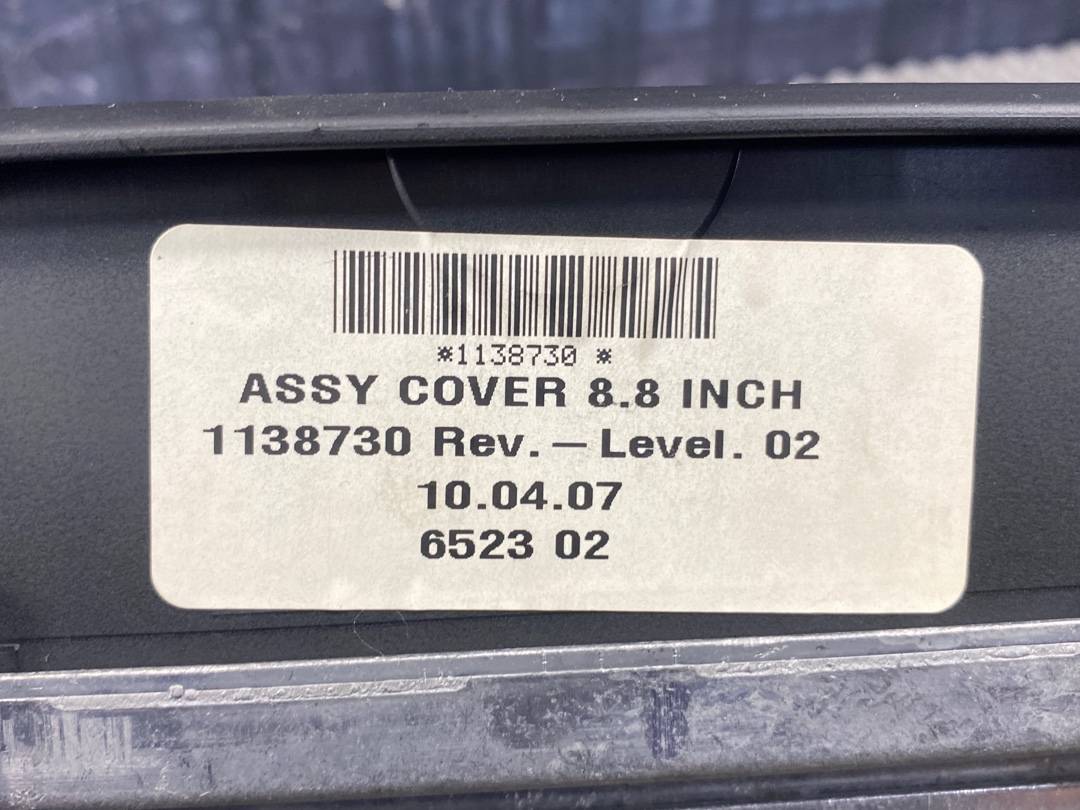 *1138730 *
ASSY COVER 8.8 INCH
1138730 Rev. – Level. 02
10.04.07
6523 02